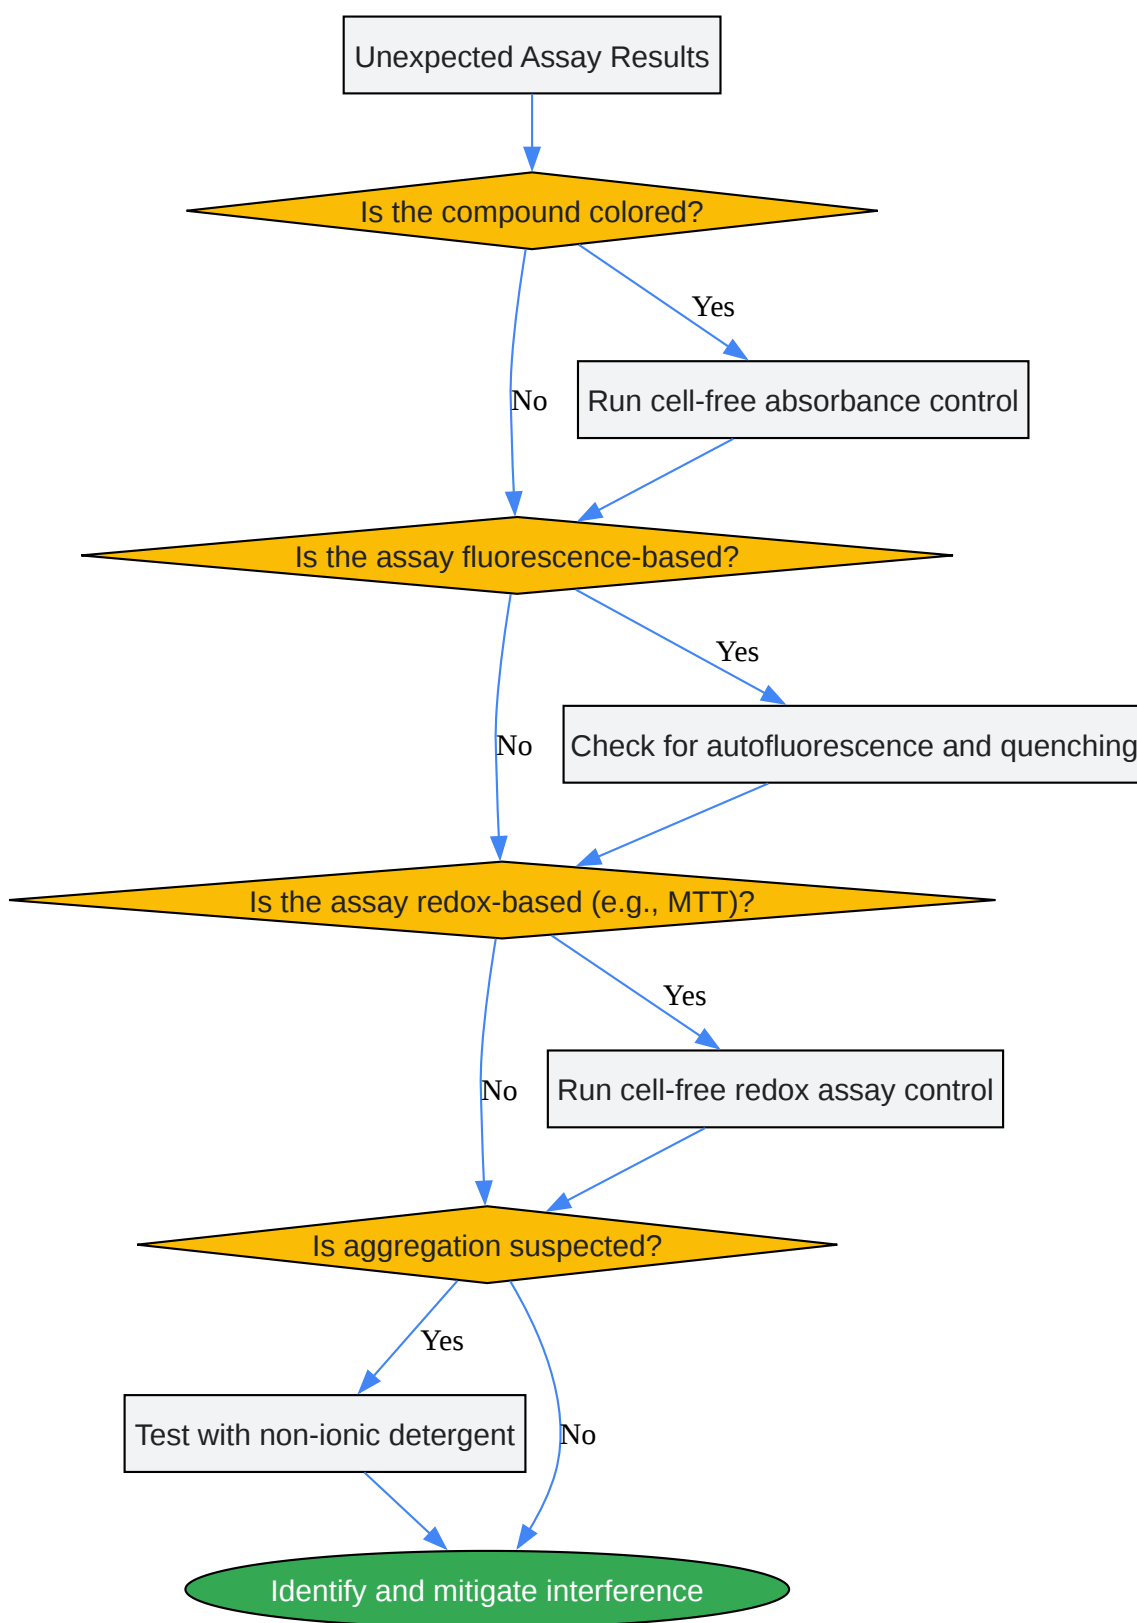 Unexpected Assay Results
Is the compound colored?
Yes
No
Run cell-free absorbance control
Is the assay fluorescence-based?
Yes
No
Check for autofluorescence and quenching
Is the assay redox-based (e.g., MTT)?
Yes
No
Run cell-free redox assay control
Is aggregation suspected?
Yes
Test with non-ionic detergent
No
Identify and mitigate interference